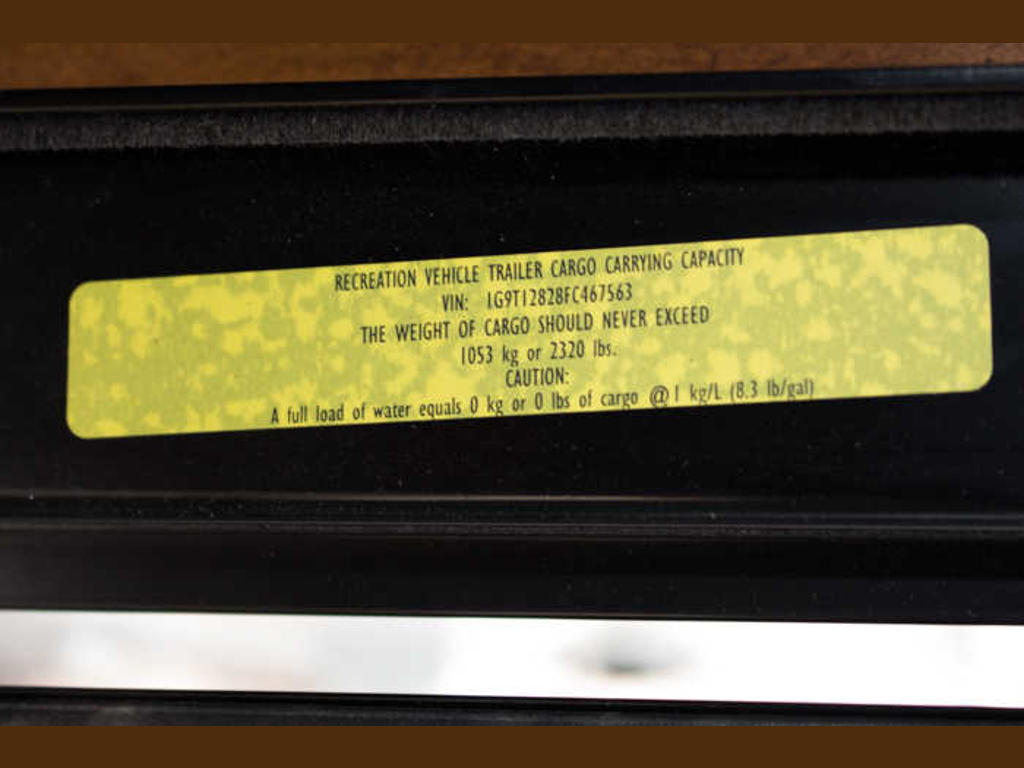 RECREATION VEHICLE TRAILER CARGO CARRYING CAPACITY
VIN: 1G9T12828FC467563
THE WEIGHT OF CARGO SHOULD NEVER EXCEED
1053 kg or 2320 lbs.
CAUTION:
A full load of water equals 0 kg or 0 lbs of cargo @ 1 kg/L (8.3 lb/gal)